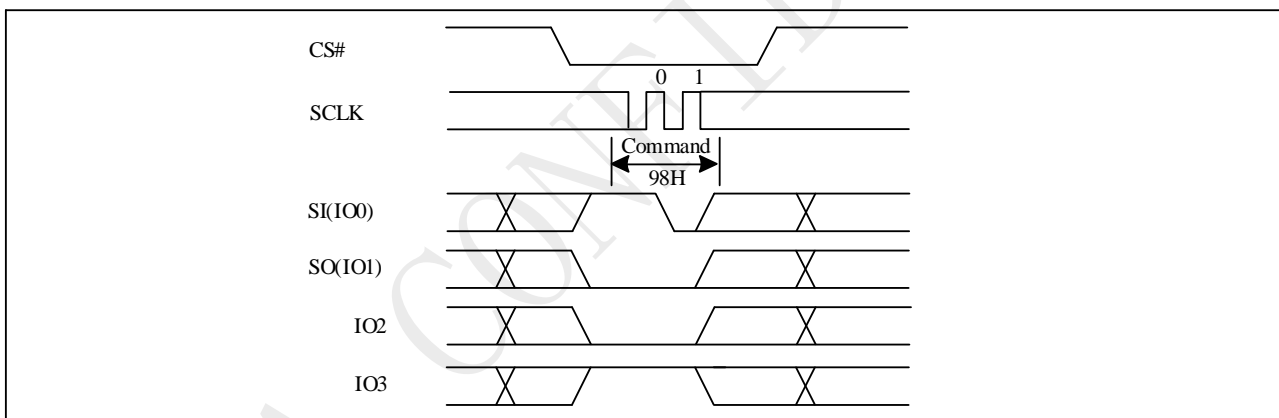 CS#
0 1
SCLK
Command
98H
SI(IO0)
SO(IO1)
IO2
IO3